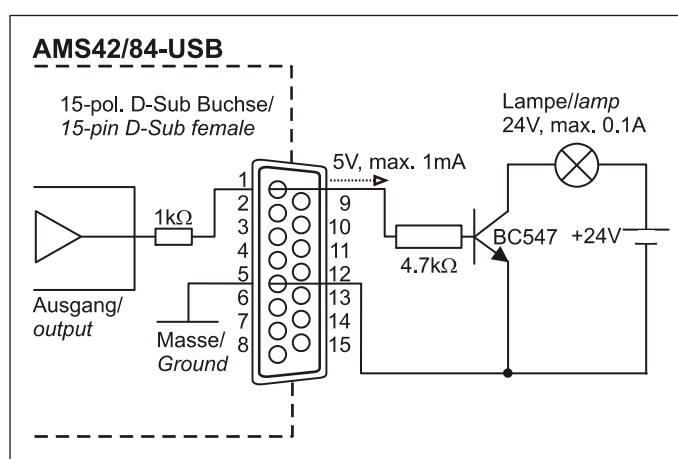 AMS42/84-USB
15-pol. D-Sub Buchse/
15-pin D-Sub female
Lampe/lamp
24V, max. 0.1A
5V, max. 1mA
1
2
3
4
5
6
7
8
9
10
11
12
13
14
15
1kΩ
4.7kΩ
BC547
+24V
Ausgang/
output
Masse/
Ground